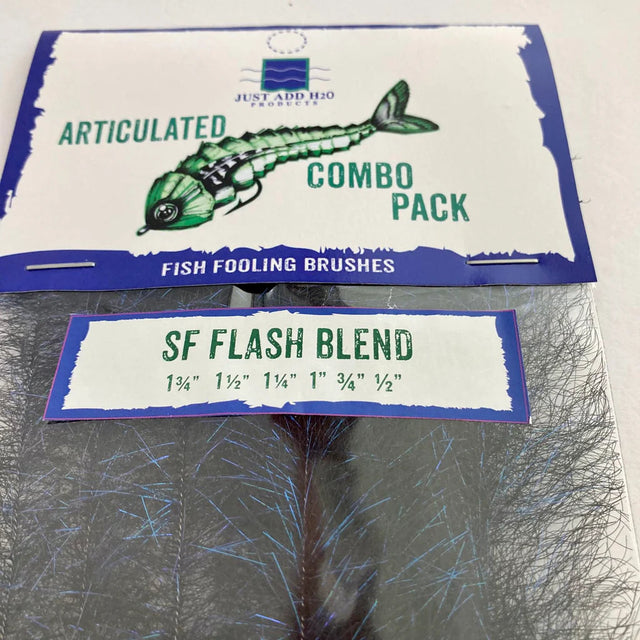 JUST ADD H2O
PRODUCTS
ARTICULATED
COMBO
PACK
FISH FOOLING BRUSHES
SF FLASH BLEND
1¾” 1½” 1¼” 1” ¾” ½”